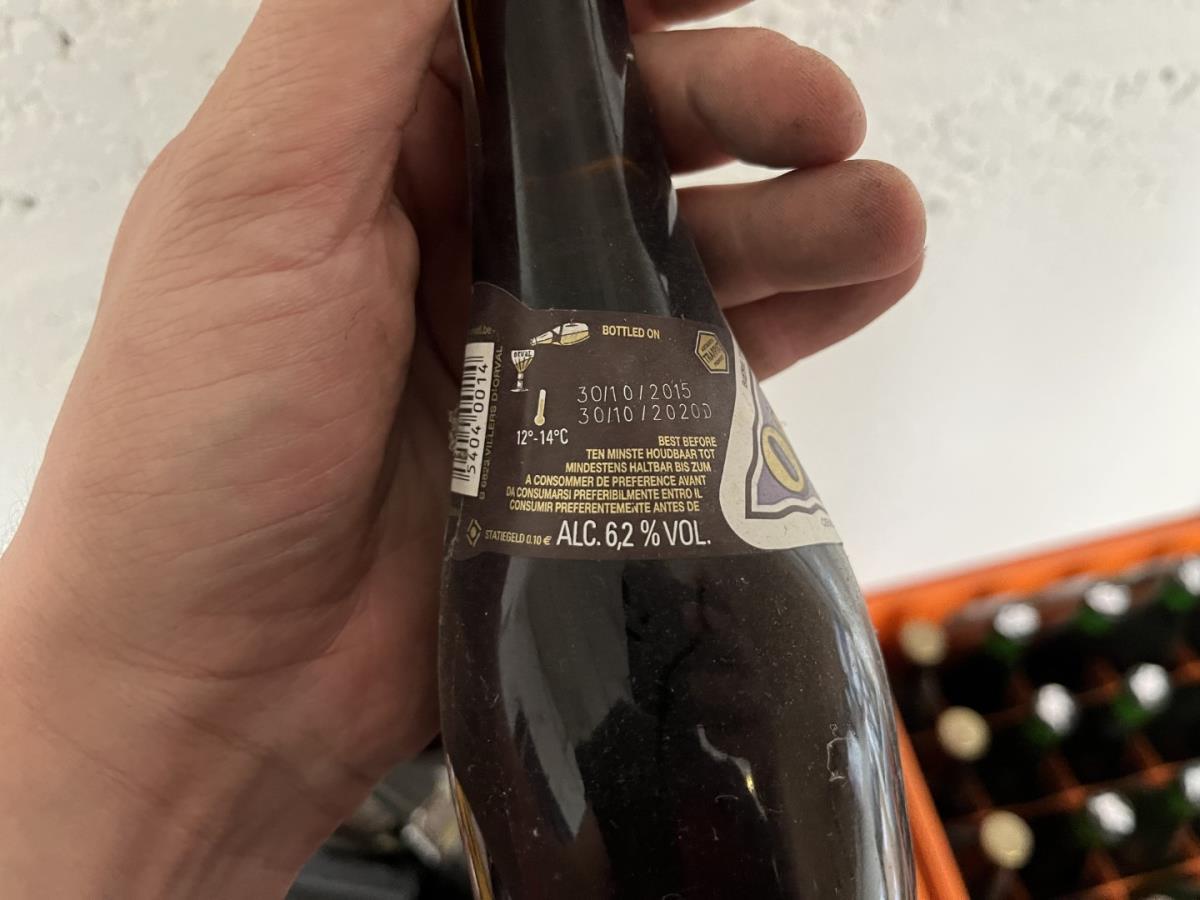 BOTTLED ON
ORVAL
30/10/2015
30/10/2020D
12°-14°C
BEST BEFORE
TEN MINSTE HOUDBAAR TOT
MINDESTENS HALTBAR BIS ZUM
A CONSOMMER DE PREFERENCE AVANT
DA CONSUMARSI PREFERIBILMENTE ENTRO IL
CONSUMIR PREFERENTEMENTE ANTES DE
STATIEGELD 0.10 € ALC. 6,2 % VOL.
5404 0014
B 6823 VILLERS D'ORVAL